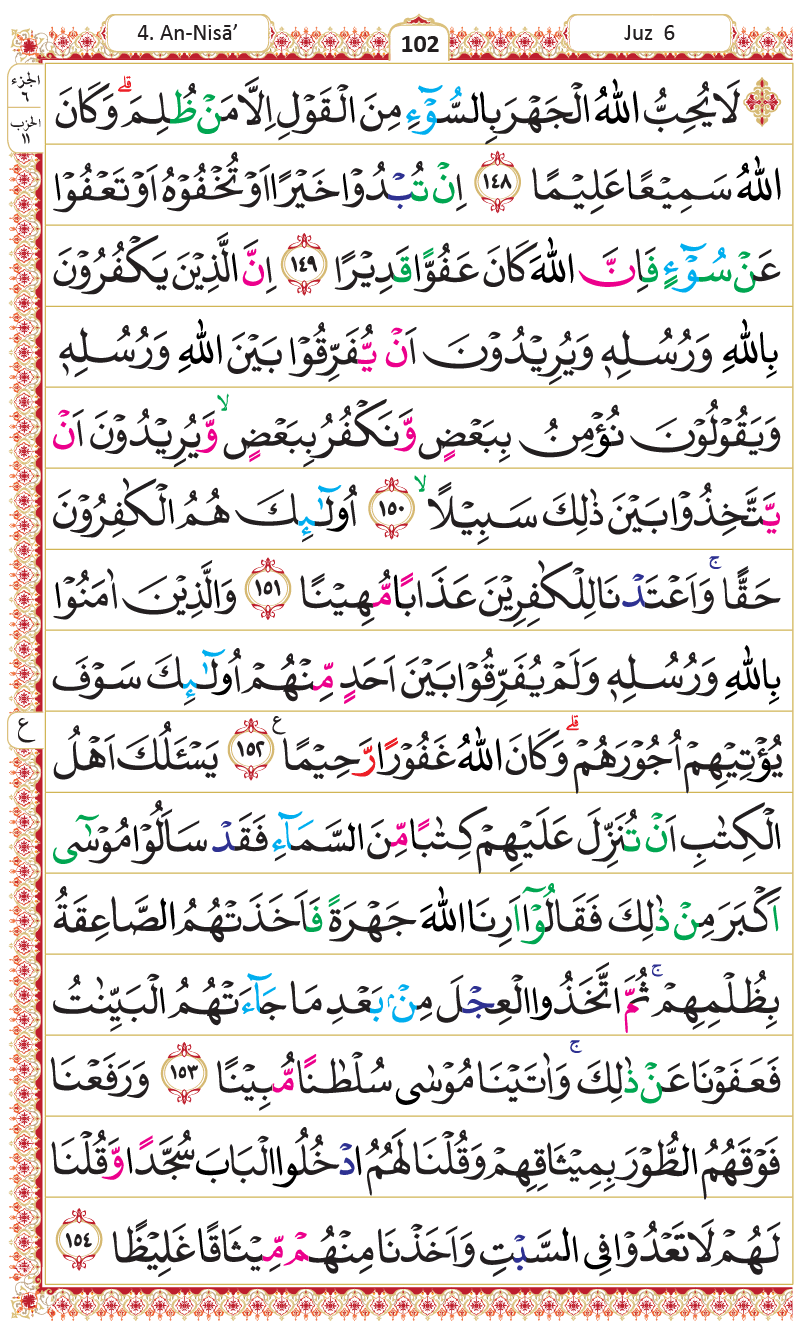 4. An-Nisā’
102
Juz 6
الجزء
٦
الحزب
١١
لَا يُحِبُّ اللّٰهُ الْجَهْرَ بِالسُّوْۤءِ مِنَ الْقَوْلِ اِلَّا مَنْ ظُلِمَ ۗ وَكَانَ
اللّٰهُ سَمِيْعًا عَلِيْمًا ١٤٨ اِنْ تُبْدُوْا خَيْرًا اَوْ تُخْفُوْهُ اَوْ تَعْفُوْا
عَنْ سُوْۤءٍ فَاِنَّ اللّٰهَ كَانَ عَفُوًّا قَدِيْرًا ١٤٩ اِنَّ الَّذِيْنَ يَكْفُرُوْنَ
بِاللّٰهِ وَرُسُلِهٖ وَيُرِيْدُوْنَ اَنْ يُّفَرِّقُوْا بَيْنَ اللّٰهِ وَرُسُلِهٖ
وَيَقُوْلُوْنَ نُؤْمِنُ بِبَعْضٍ وَّنَكْفُرُ بِبَعْضٍ ۙ وَّيُرِيْدُوْنَ اَنْ
يَّتَّخِذُوْا بَيْنَ ذٰلِكَ سَبِيْلًا ۙ ١٥٠ اُولٰۤىِٕكَ هُمُ الْكٰفِرُوْنَ
حَقًّا ۚ وَاَعْتَدْنَا لِلْكٰفِرِيْنَ عَذَابًا مُّهِيْنًا ١٥١ وَالَّذِيْنَ اٰمَنُوْا
بِاللّٰهِ وَرُسُلِهٖ وَلَمْ يُفَرِّقُوْا بَيْنَ اَحَدٍ مِّنْهُمْ اُولٰۤىِٕكَ سَوْفَ
ع
يُؤْتِيْهِمْ اُجُوْرَهُمْ ۗ وَكَانَ اللّٰهُ غَفُوْرًا رَّحِيْمًا ࣖ ١٥٢ يَسْـَٔلُكَ اَهْلُ
الْكِتٰبِ اَنْ تُنَزِّلَ عَلَيْهِمْ كِتٰبًا مِّنَ السَّمَاۤءِ فَقَدْ سَاَلُوْا مُوْسٰٓى
اَكْبَرَ مِنْ ذٰلِكَ فَقَالُوْٓا اَرِنَا اللّٰهَ جَهْرَةً فَاَخَذَتْهُمُ الصَّاعِقَةُ
بِظُلْمِهِمْ ۚ ثُمَّ اتَّخَذُوا الْعِجْلَ مِنْۢ بَعْدِ مَا جَاۤءَتْهُمُ الْبَيِّنٰتُ
فَعَفَوْنَا عَنْ ذٰلِكَ ۚ وَاٰتَيْنَا مُوْسٰى سُلْطٰنًا مُّبِيْنًا ١٥٣ وَرَفَعْنَا
فَوْقَهُمُ الطُّوْرَ بِمِيْثَاقِهِمْ وَقُلْنَا لَهُمُ ادْخُلُوا الْبَابَ سُجَّدًا وَّقُلْنَا
لَهُمْ لَا تَعْدُوْا فِى السَّبْتِ وَاَخَذْنَا مِنْهُمْ مِّيْثَاقًا غَلِيْظًا ١٥٤